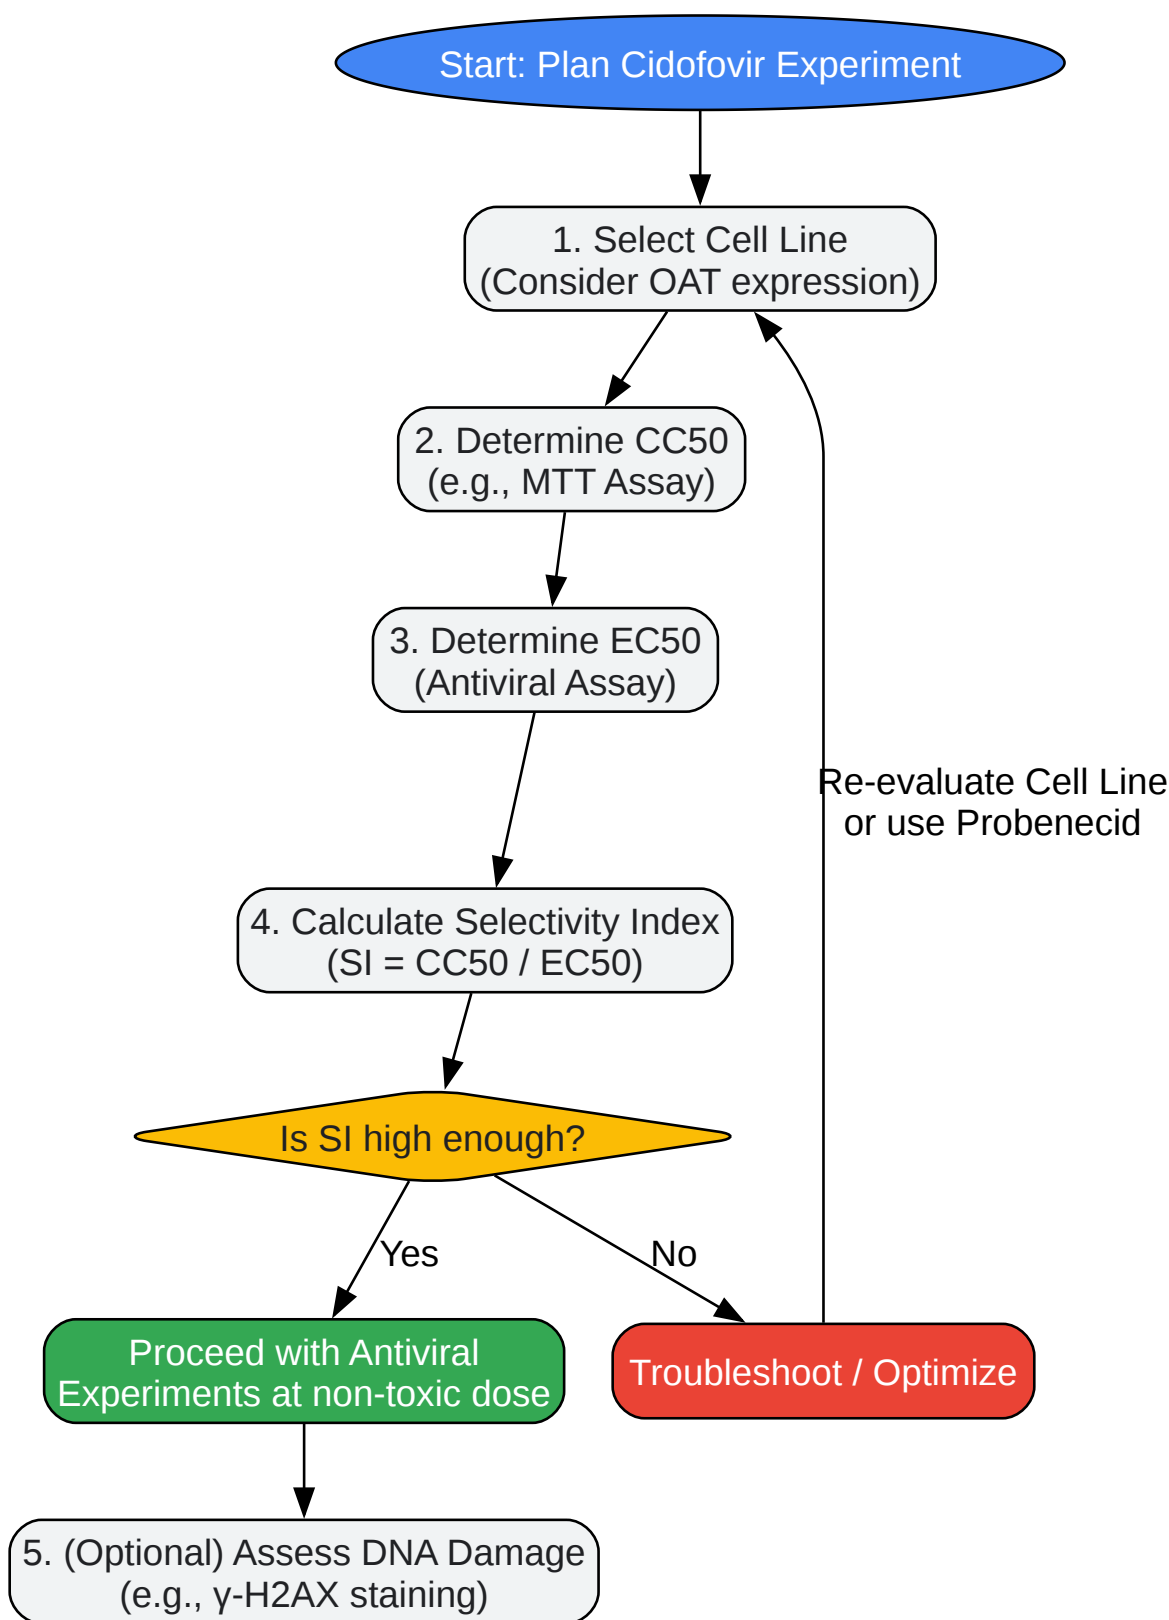 Start: Plan Cidofovir Experiment
1. Select Cell Line
(Consider OAT expression)
2. Determine CC50
(e.g., MTT Assay)
3. Determine EC50
(Antiviral Assay)
Re-evaluate Cell Line
or use Probenecid
4. Calculate Selectivity Index
(SI = CC50 / EC50)
Is SI high enough?
Yes
No
Proceed with Antiviral
Experiments at non-toxic dose
Troubleshoot / Optimize
5. (Optional) Assess DNA Damage
(e.g., γ-H2AX staining)